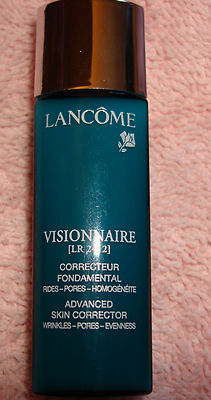 LANCÔME
VISIONNAIRE
[LR 2412]
CORRECTEUR
FONDAMENTAL
RIDES – PORES – HOMOGÉNÉITÉ
ADVANCED
SKIN CORRECTOR
WRINKLES – PORES – EVENNESS